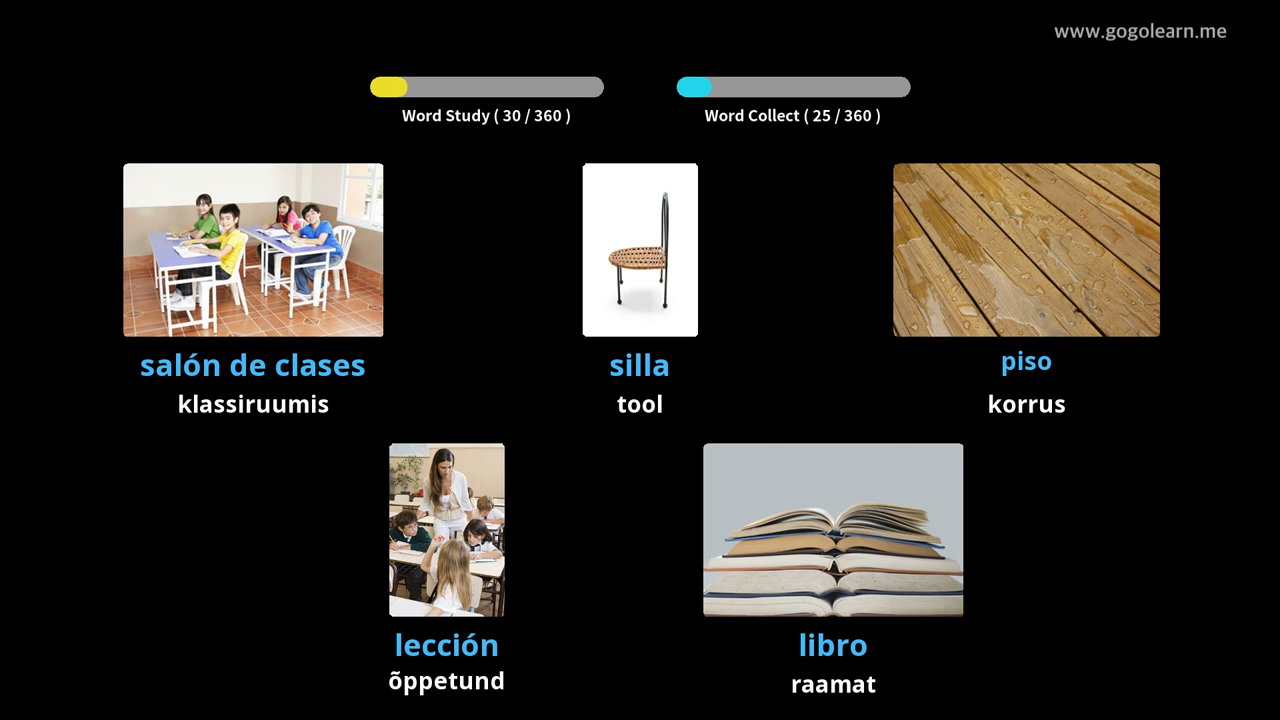 www.gogolearn.me
Word Study ( 30 / 360 )
Word Collect ( 25 / 360 )
salón de clases
klassiruumis
silla
tool
piso
korrus
lección
õppetund
libro
raamat